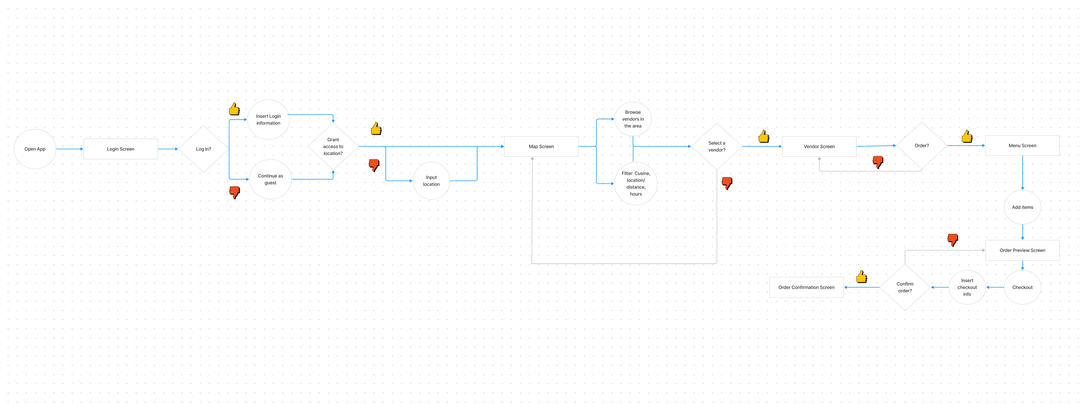 Open App
Login Screen
Log In?
Insert Login
information
Continue as
guest
Grant
access to
location?
Input
location
Map Screen
Browse
vendors in
the area
Filter: Cusine,
location/
distance,
hours
Select a
vendor?
Vendor Screen
Order?
Menu Screen
Add items
Order Preview Screen
Checkout
Insert
checkout
info
Confirm
order?
Order Confirmation Screen